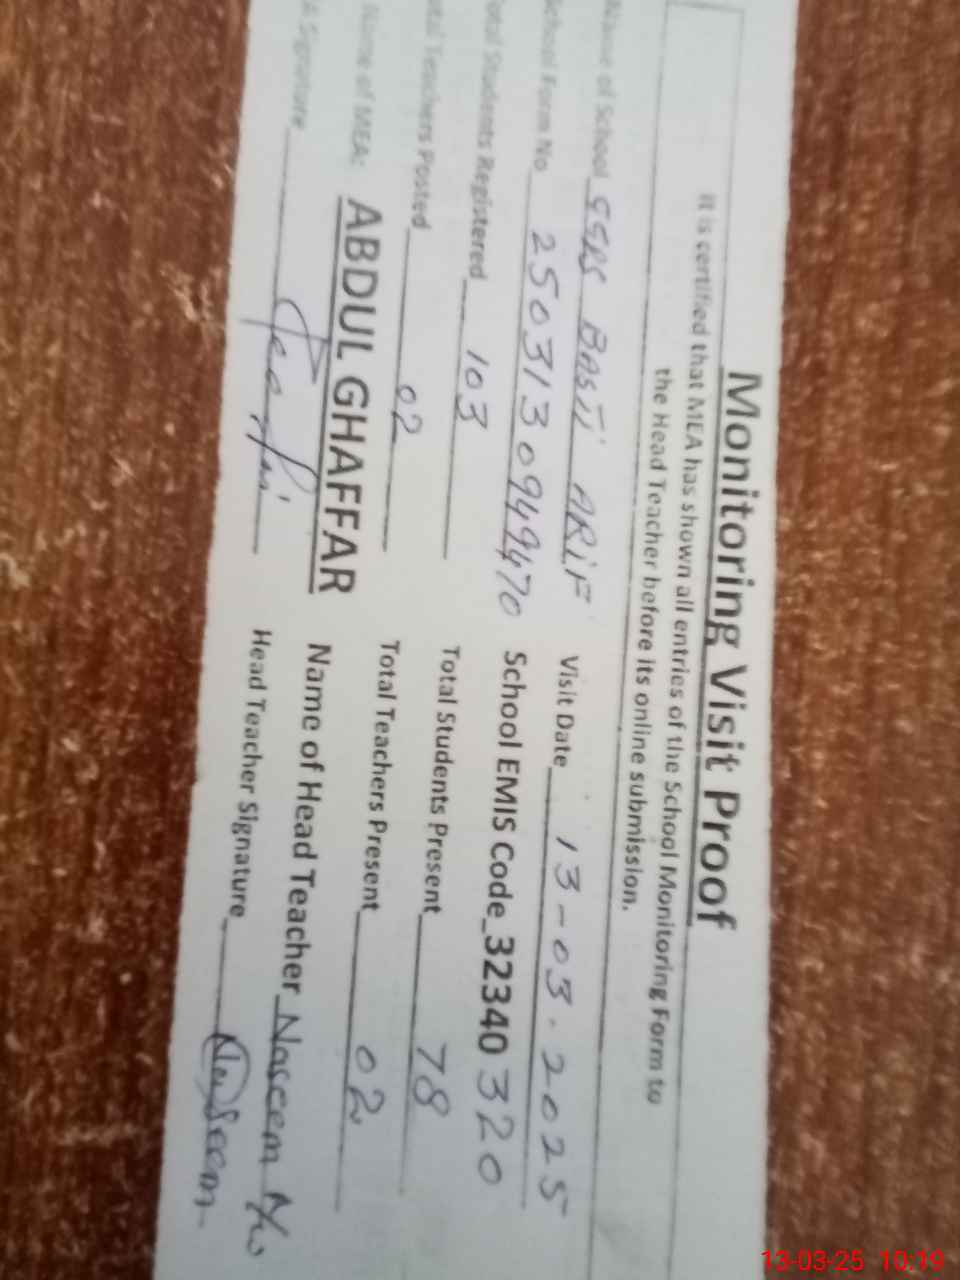 Monitoring Visit Proof
It is certified that MEA has shown all entries of the School Monitoring Form to
the Head Teacher before its online submission.
Name of School GGPS BASTI ARIF Visit Date 13-03-2025
School Form No 2503130949470 School EMIS Code_32340320
Total Students Registered 103 Total Students Present 78
Total Teachers Posted 02 Total Teachers Present 02
Name of MEA: ABDUL GHAFFAR Name of Head Teacher Naseem A/w
A Signature Head Teacher Signature Naseem
13-03-25 10:19